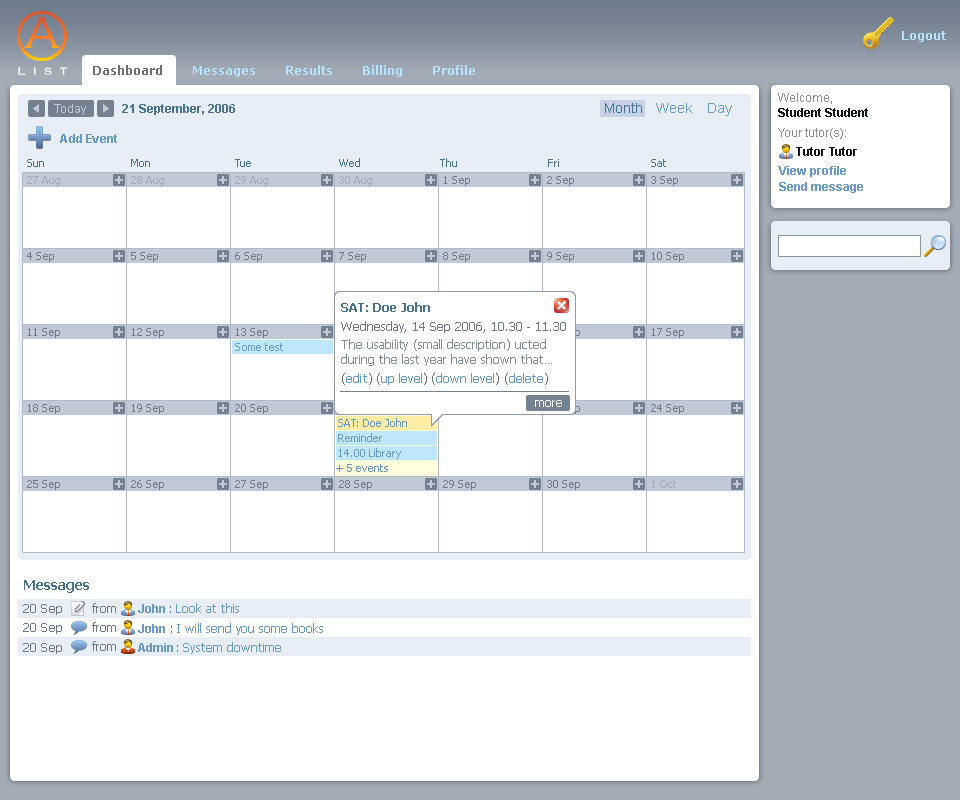 A
LIST
Dashboard
Messages
Results
Billing
Profile
Logout
Today
21 September, 2006
Month
Week
Day
Add Event
Sun Mon Tue Wed Thu Fri Sat
27 Aug 28 Aug 29 Aug 30 Aug 1 Sep 2 Sep 3 Sep
4 Sep 5 Sep 6 Sep 7 Sep 8 Sep 9 Sep 10 Sep
11 Sep 12 Sep 13 Sep 17 Sep
Some test
SAT: Doe John
Wednesday, 14 Sep 2006, 10.30 - 11.30
The usability (small description) ucted
during the last year have shown that...
(edit) (up level) (down level) (delete)
more
18 Sep 19 Sep 20 Sep 24 Sep
SAT: Doe John
Reminder
14.00 Library
+ 5 events
25 Sep 26 Sep 27 Sep 28 Sep 29 Sep 30 Sep 1 Oct
Messages
20 Sep from John : Look at this
20 Sep from John : I will send you some books
20 Sep from Admin : System downtime
Welcome,
Student Student
Your tutor(s):
Tutor Tutor
View profile
Send message